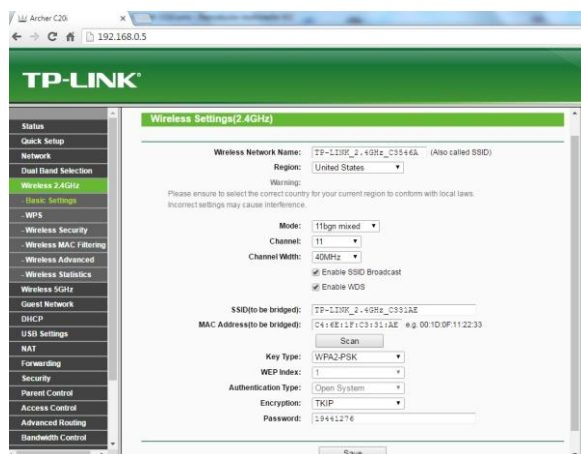 Archer C20i
192.168.0.5
TP-LINK
Status
Quick Setup
Network
Dual Band Selection
Wireless 2.4GHz
- Basic Settings
- WPS
- Wireless Security
- Wireless MAC Filtering
- Wireless Advanced
- Wireless Statistics
Wireless 5GHz
Guest Network
DHCP
USB Settings
NAT
Forwarding
Security
Parent Control
Access Control
Advanced Routing
Bandwidth Control
Wireless Settings(2.4GHz)
Wireless Network Name: TP-LINK_2.4GHz_C3546A (Also called SSID)
Region: United States
Warning:
Please ensure to select the correct country for your current region to conform with local laws.
Incorrect settings may cause interference.
Mode: 11bgn mixed
Channel: 11
Channel Width: 40MHz
Enable SSID Broadcast
Enable WDS
SSID(to be bridged): TP-LINK_2.4GHz_C331AE
MAC Address(to be bridged): C4:6E:1F:C3:31:AE e.g. 00:1D:0F:11:22:33
Scan
Key Type: WPA2-PSK
WEP Index: 1
Authentication Type: Open System
Encryption: TKIP
Password: 19441276
Save